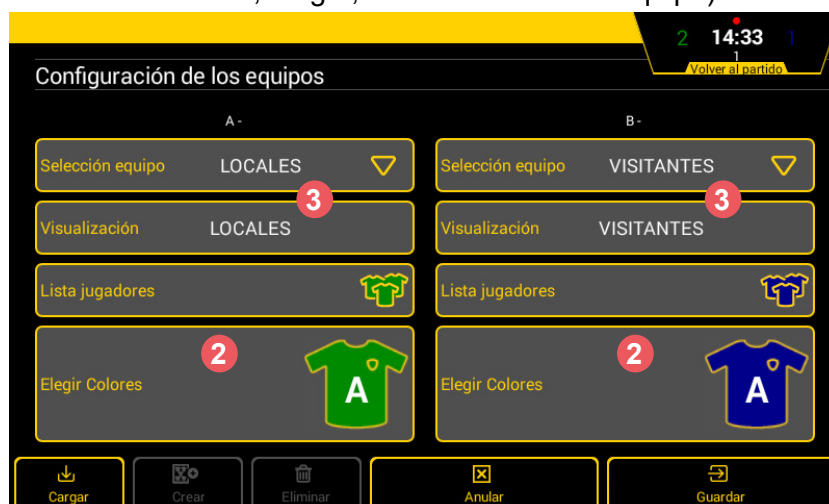 2 14:33 1
1
Volver al partido
Configuración de los equipos
A - B -
Selección equipo LOCALES Selección equipo VISITANTES
3 3
Visualización LOCALES Visualización VISITANTES
Lista jugadores Lista jugadores
2 2
Elegir Colores A Elegir Colores A
Cargar Crear Eliminar Anular Guardar